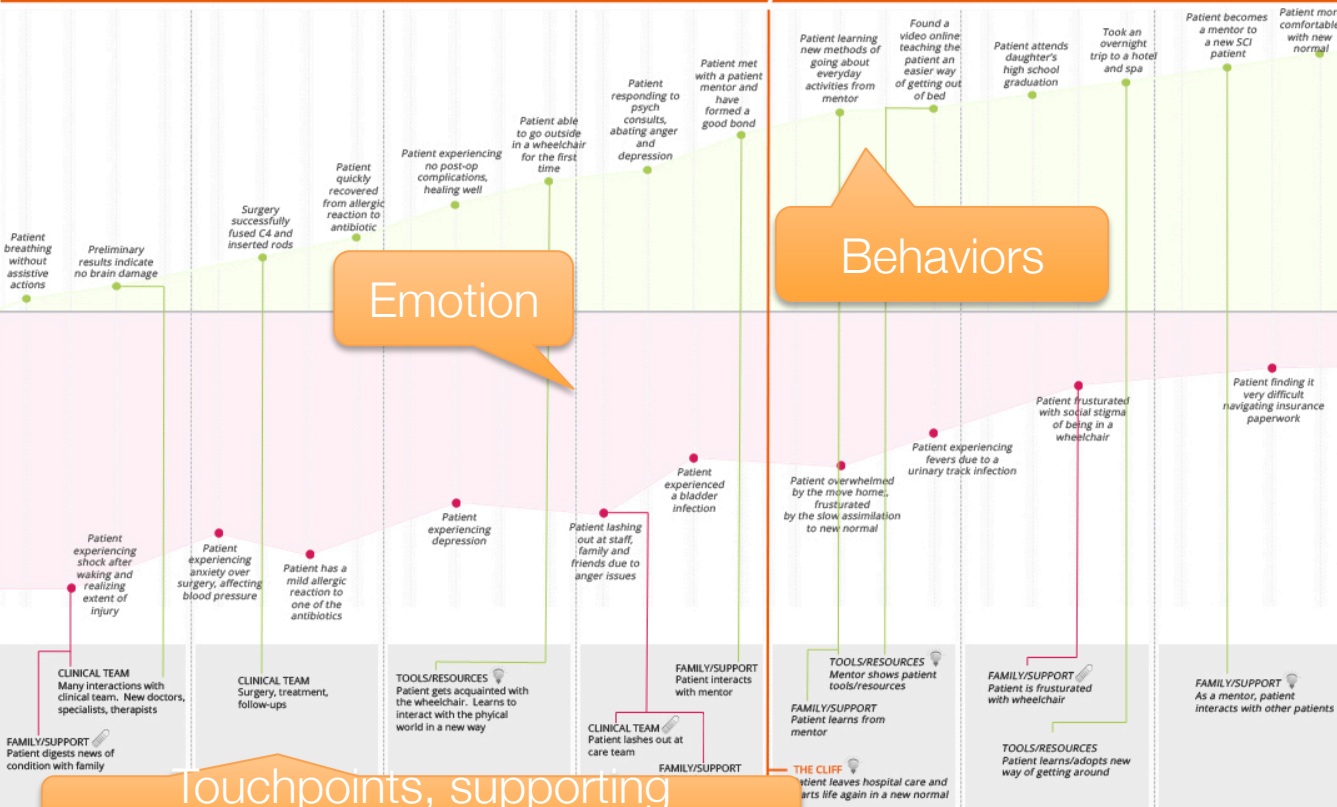 Patient
breathing
without
assistive
actions
Preliminary
results indicate
no brain damage
Surgery
successfully
fused C4 and
inserted rods
Patient
quickly
recovered
from allergic
reaction to
antibiotic
Patient experiencing
no post-op
complications,
healing well
Patient able
to go outside
in a wheelchair
for the first
time
Patient
responding to
psych
consults,
abating anger
and
depression
Patient met
with a patient
mentor and
have
formed a
good bond
Patient learning
new methods of
going about
everyday
activities from
mentor
Found a
video online
teaching the
patient an
easier way
of getting out
of bed
Patient attends
daughter's
high school
graduation
Took an
overnight
trip to a hotel
and spa
Patient becomes
a mentor to
a new SCI
patient
Patient mor
comfortable
with new
normal
Emotion
Behaviors
Patient
experiencing
shock after
waking and
realizing
extent of
injury
Patient
experiencing
anxiety over
surgery, affecting
blood pressure
Patient has a
mild allergic
reaction to
one of the
antibiotics
Patient
experiencing
depression
Patient lashing
out at staff,
family and
friends due to
anger issues
Patient
experienced
a bladder
infection
Patient overwhelmed
by the move home,
frusturated
by the slow assimilation
to new normal
Patient experiencing
fevers due to a
urinary track infection
Patient frusturated
with social stigma
of being in a
wheelchair
Patient finding it
very difficult
navigating insurance
paperwork
CLINICAL TEAM
Many interactions with
clinical team. New doctors,
specialists, therapists
FAMILY/SUPPORT
Patient digests news of
condition with family
CLINICAL TEAM
Surgery, treatment,
follow-ups
TOOLS/RESOURCES
Patient gets acquainted with
the wheelchair. Learns to
interact with the phyical
world in a new way
CLINICAL TEAM
Patient lashes out at
care team
FAMILY/SUPPORT
FAMILY/SUPPORT
Patient interacts
with mentor
TOOLS/RESOURCES
Mentor shows patient
tools/resources
FAMILY/SUPPORT
Patient learns from
mentor
THE CLIFF
atient leaves hospital care and
arts life again in a new normal
FAMILY/SUPPORT
Patient is frusturated
with wheelchair
TOOLS/RESOURCES
Patient learns/adopts new
way of getting around
FAMILY/SUPPORT
As a mentor, patient
interacts with other patients
Touchpoints, supporting